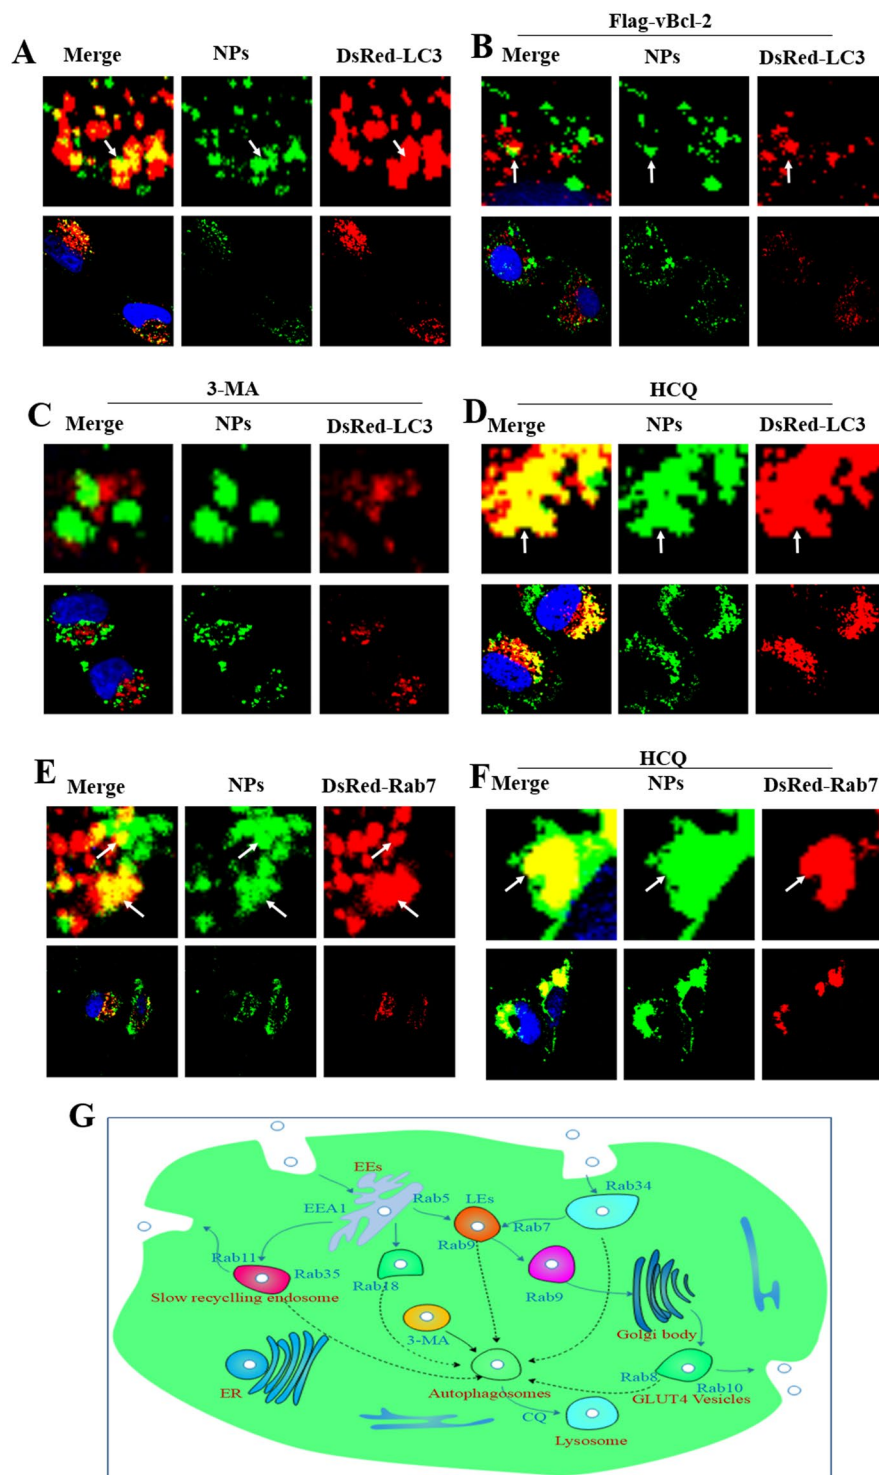 A
Merge NPs DsRed-LC3
Flag-vBcl-2
B
Merge NPs DsRed-LC3
3-MA
C
Merge NPs DsRed-LC3
HCQ
D
Merge NPs DsRed-LC3
E
Merge NPs DsRed-Rab7
HCQ
F
Merge NPs DsRed-Rab7
G
EEs
EEA1
Rab5
LEs
Rab9
Rab7
Rab34
Rab11
Rab35
Slow recyclling endosome
Rab18
Rab9
Golgi body
3-MA
ER
Autophagosomes
Rab8
Rab10
GLUT4 Vesicles
CQ
Lysosome